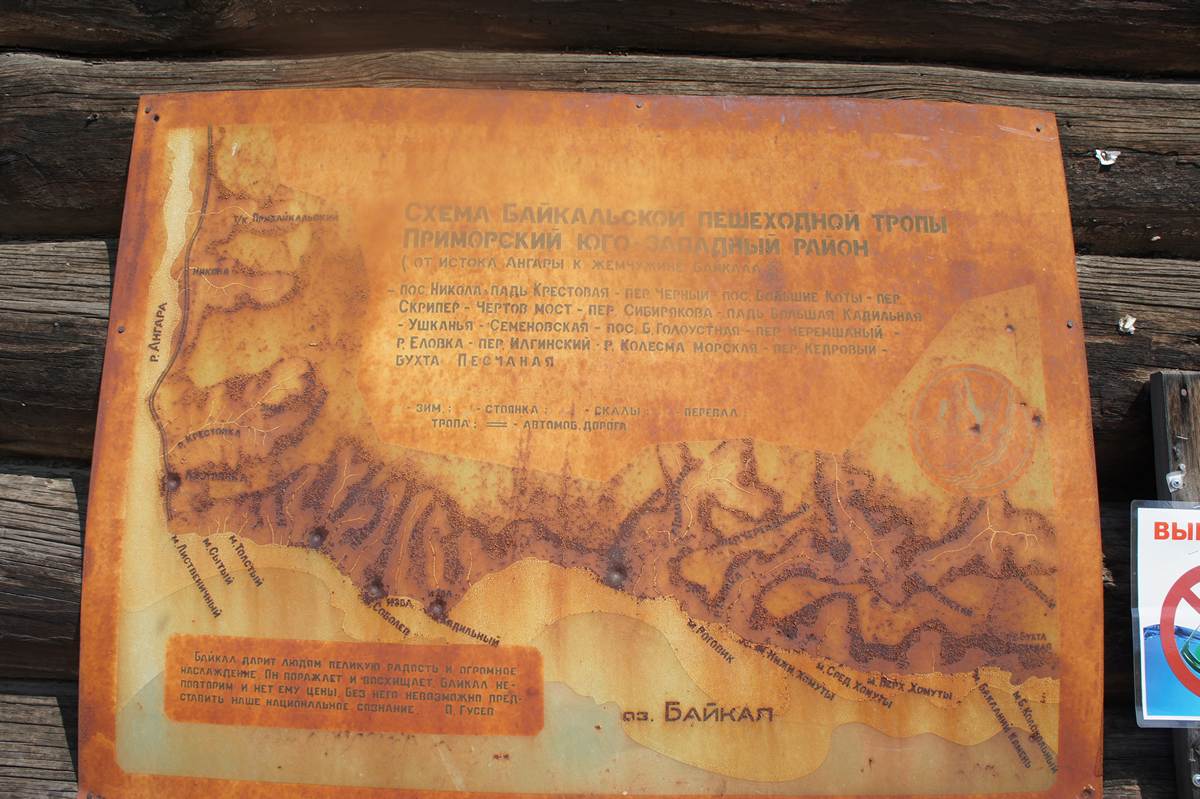 Схема Байкальской пешеходной тропы
Приморский юго-западный район
(от истока Ангары к жемчужине Байкала
- пос. Никола - падь Крестовая - пер. Черный - пос. Большие Коты - пер.
Скрипер - Чертов мост - пер. Сибирякова - падь Большая Кадильная
- Ушканья - Семеновская - пос. Б. Голоустная - пер. Черемшаный -
р. Еловка - пер. Илгинский - р. Колесма морская - пер. Кедровый -
бухта Песчаная
- зим. ; - стоянка ; - скалы ; перевал ;
тропа ; - автомоб. дорога
т/к Прибайкальский
Никола
р. Ангара
р. Крестовка
м. Лиственичный
м. Сытый
м. Толстый
м. Соболев
Кадильный
м. Роговик
м. Нижн Хомуты
м. Сред Хомуты
м. Верх Хомуты
м. Бакланий Камень
м. Б. Колокольный
Бухта
оз. Байкал
Байкал дарит людям великую радость и огромное
наслаждение. Он поражает и восхищает. Байкал не-
повторим и нет ему цены. Без него невозможно пред-
ставить наше национальное сознание. О. Гусев
ВЫ